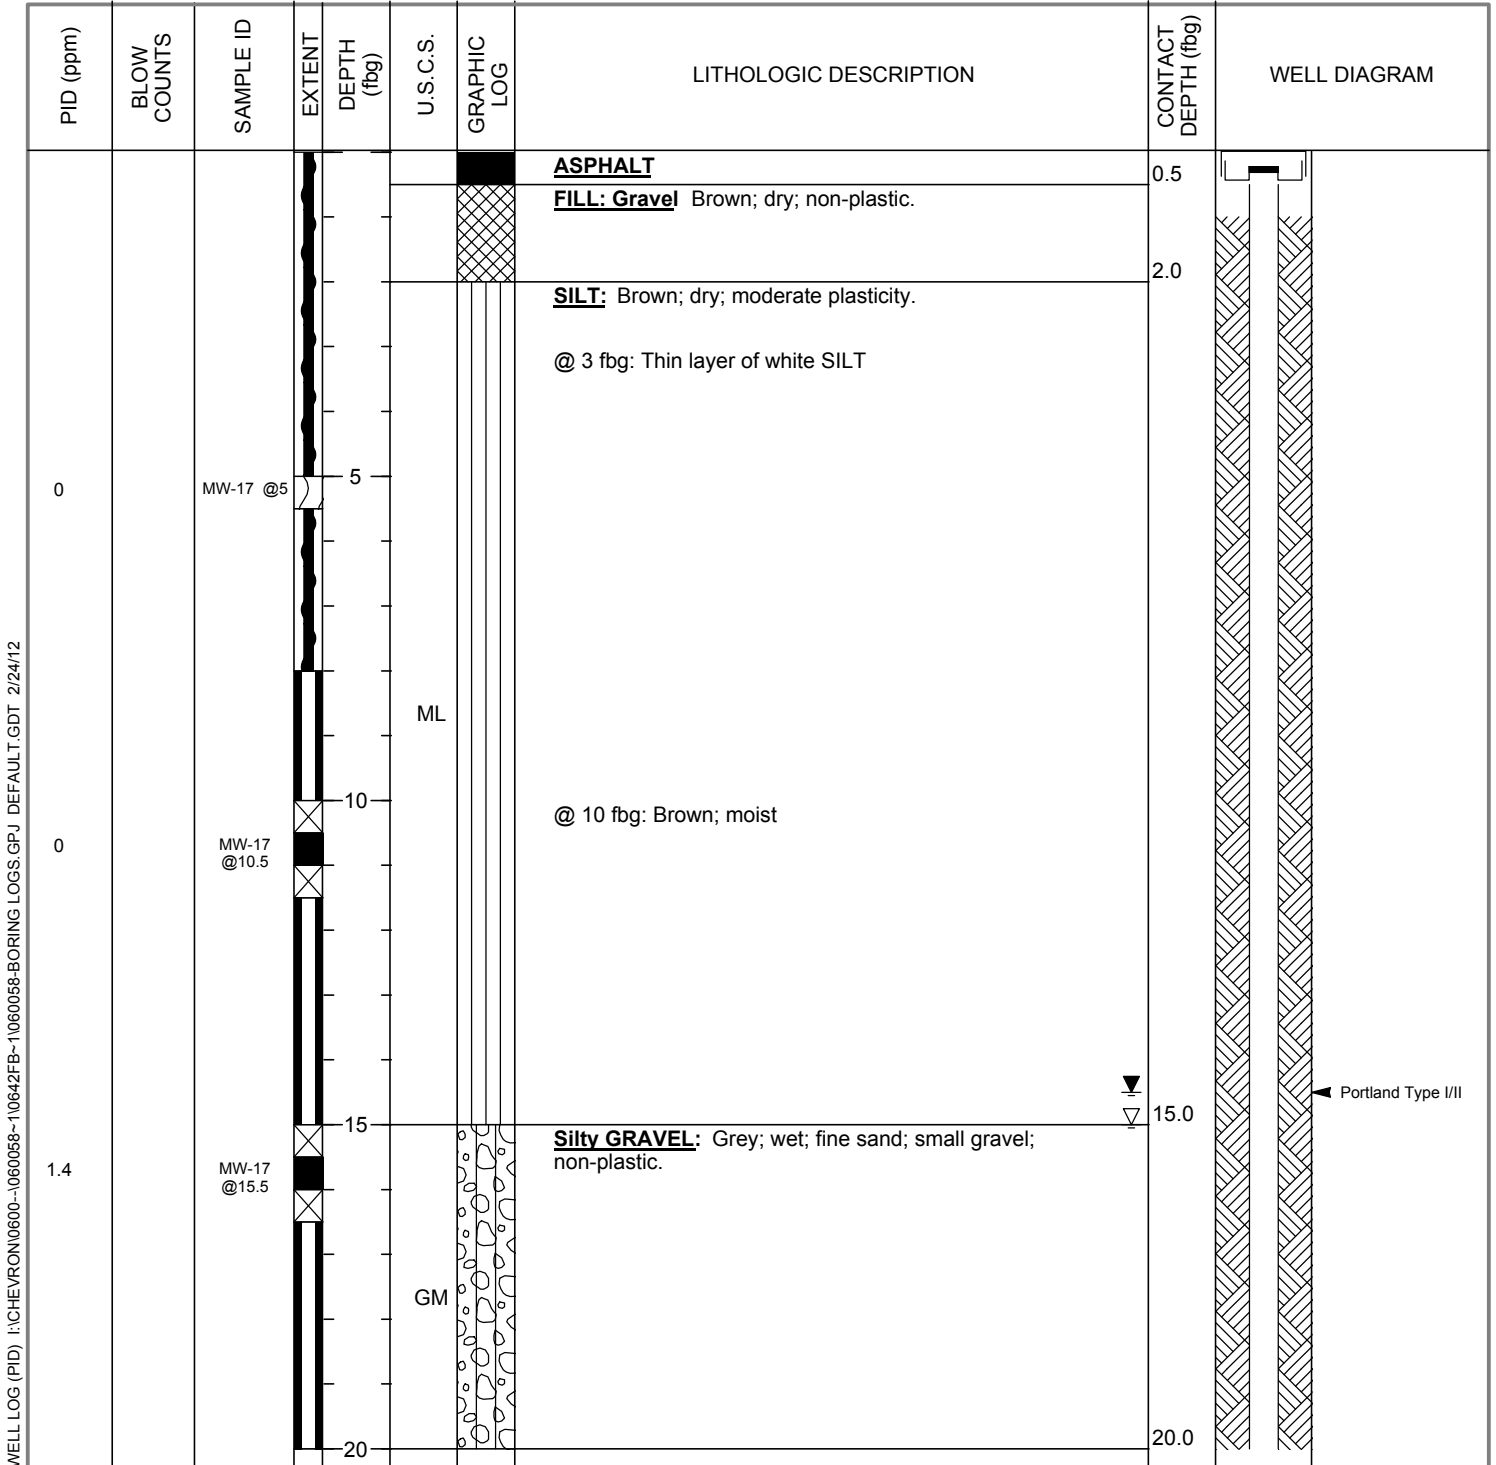 PID (ppm)
BLOW
COUNTS
SAMPLE ID
EXTENT
DEPTH
(fbg)
U.S.C.S.
GRAPHIC
LOG
LITHOLOGIC DESCRIPTION
CONTACT
DEPTH (fbg)
WELL DIAGRAM
ASPHALT
0.5
FILL: Gravel Brown; dry; non-plastic.
2.0
SILT: Brown; dry; moderate plasticity.
@ 3 fbg: Thin layer of white SILT
0
MW-17 @5
5
ML
10
@ 10 fbg: Brown; moist
0
MW-17
@10.5
Portland Type I/II
15
15.0
Silty GRAVEL: Grey; wet; fine sand; small gravel;
non-plastic.
1.4
MW-17
@15.5
GM
20
20.0
WELL LOG (PID) I:\CHEVRON\0600--\060058~1\0642FB~1\060058-BORING LOGS.GPJ DEFAULT.GDT 2/24/12